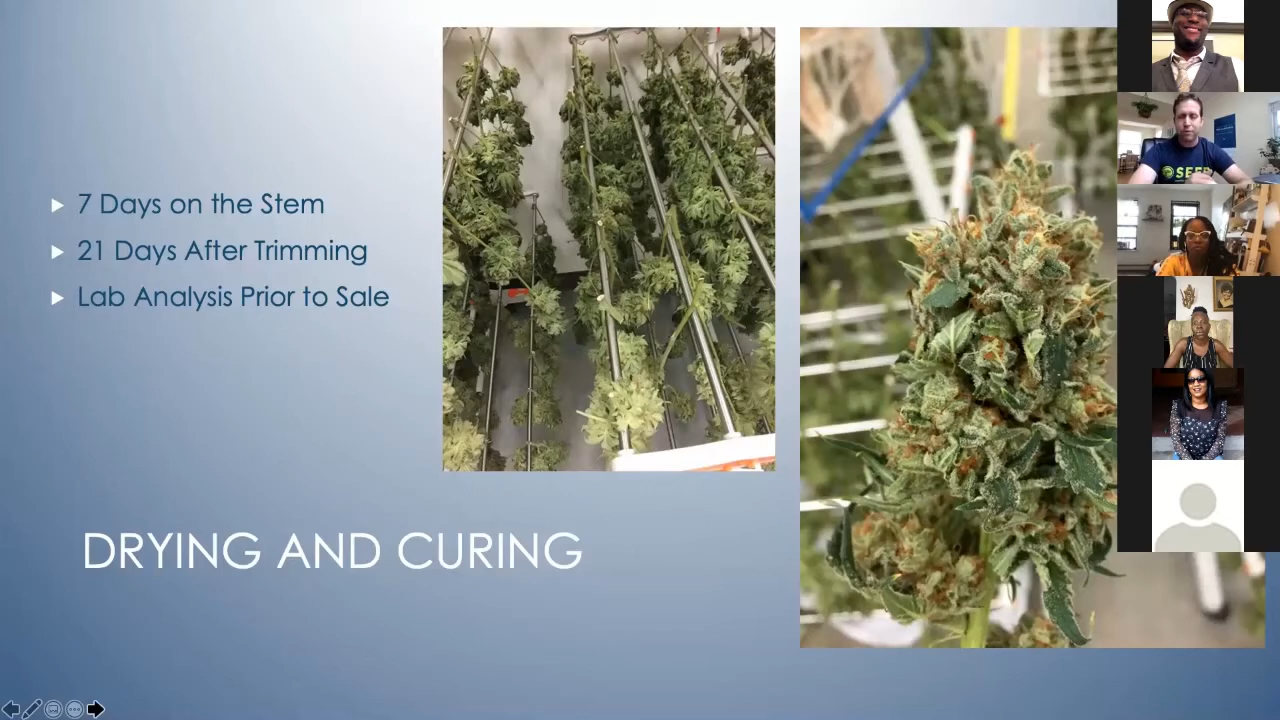 7 Days on the Stem
21 Days After Trimming
Lab Analysis Prior to Sale
DRYING AND CURING
SEED